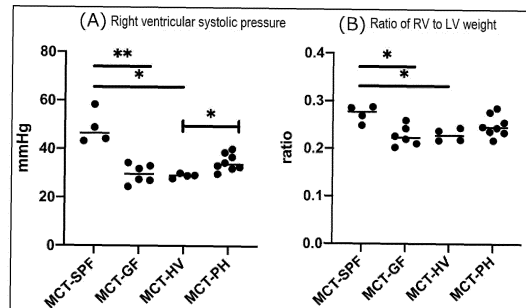 (A) Right ventricular systolic pressure
mmHg
80
60
40
20
0
**
*
*
MCT-SPF
MCT-GF
MCT-HV
MCT-PH
(B) Ratio of RV to LV weight
ratio
0.4
0.3
0.2
0.1
0.0
*
*
MCT-SPF
MCT-GF
MCT-HV
MCT-PH